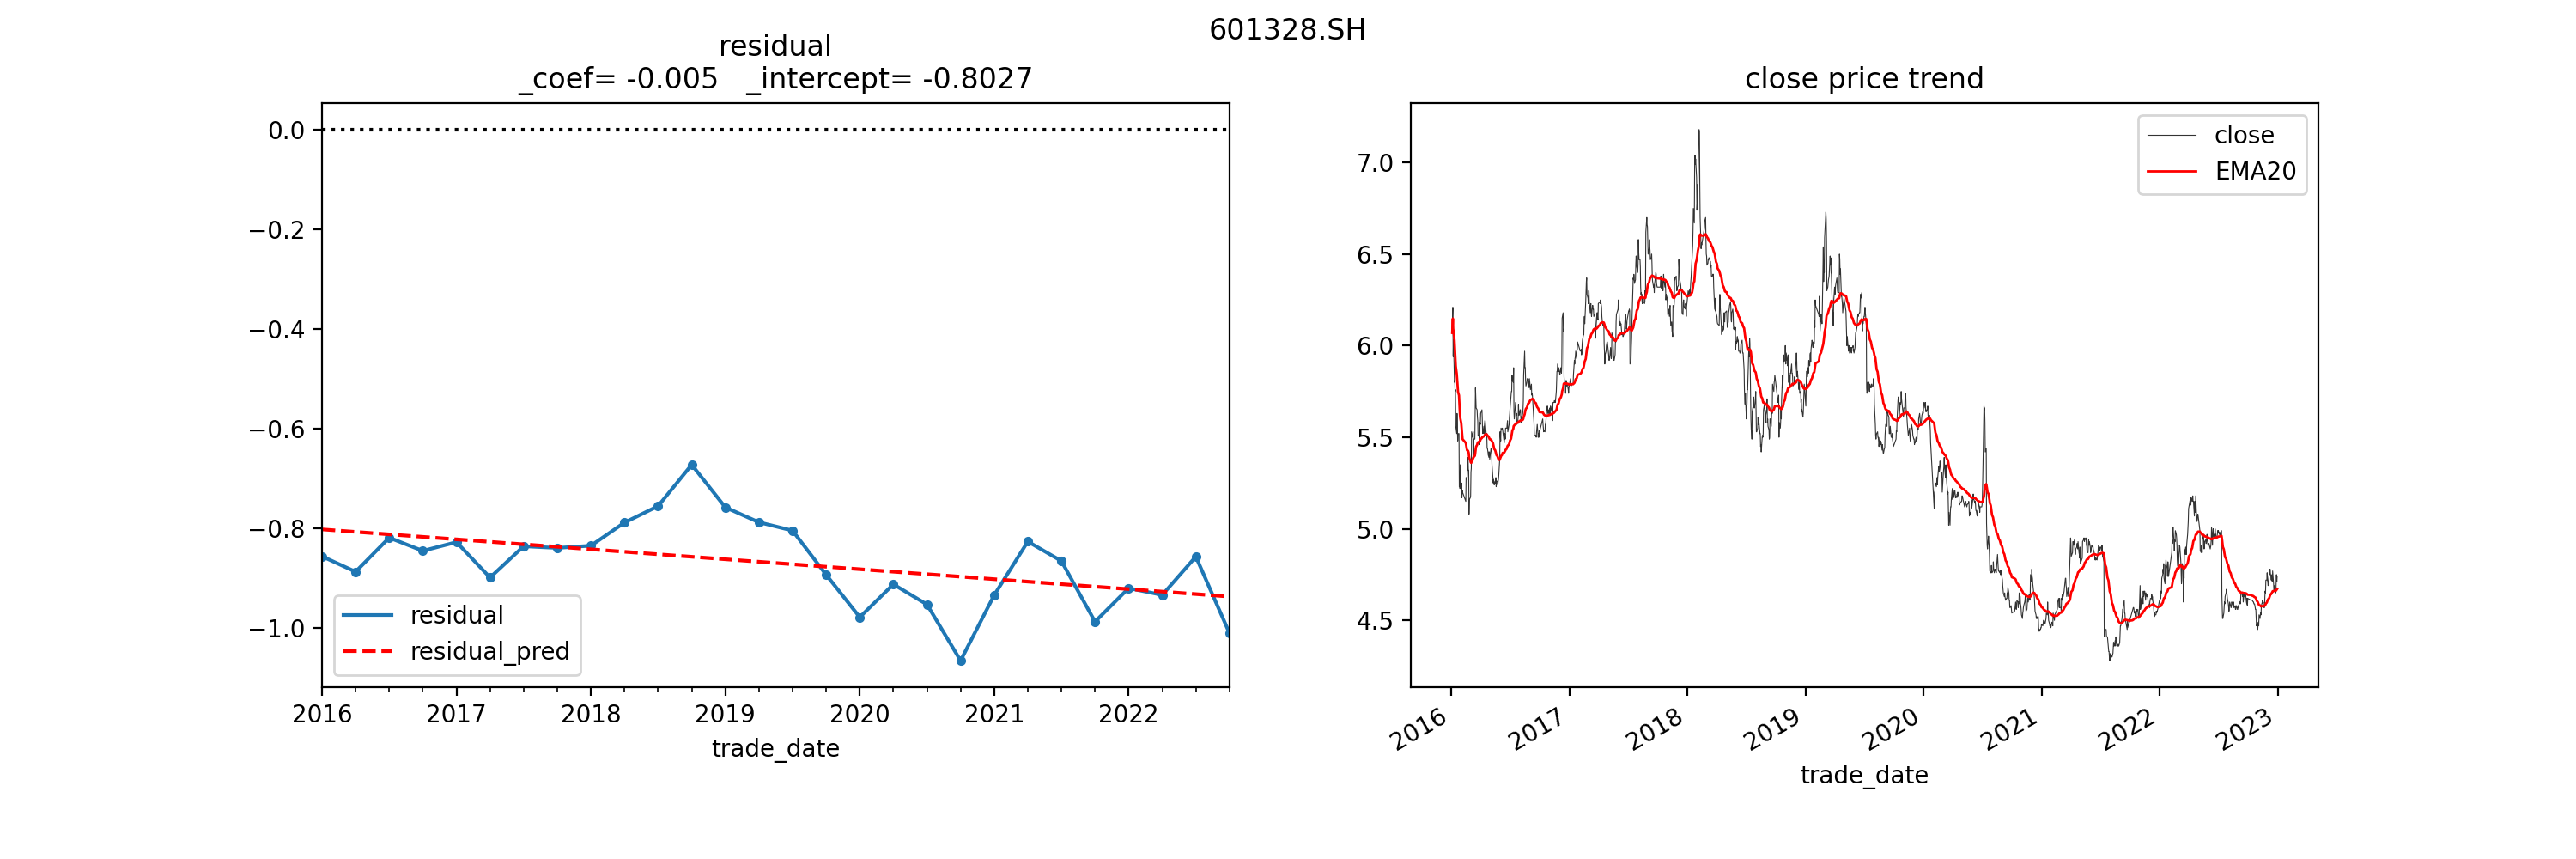 601328.SH
residual
_coef= -0.005   _intercept= -0.8027
0.0
−0.2
−0.4
−0.6
−0.8
−1.0
residual
residual_pred
2016 2017 2018 2019 2020 2021 2022
trade_date
close price trend
close
EMA20
7.0
6.5
6.0
5.5
5.0
4.5
2016 2017 2018 2019 2020 2021 2022 2023
trade_date